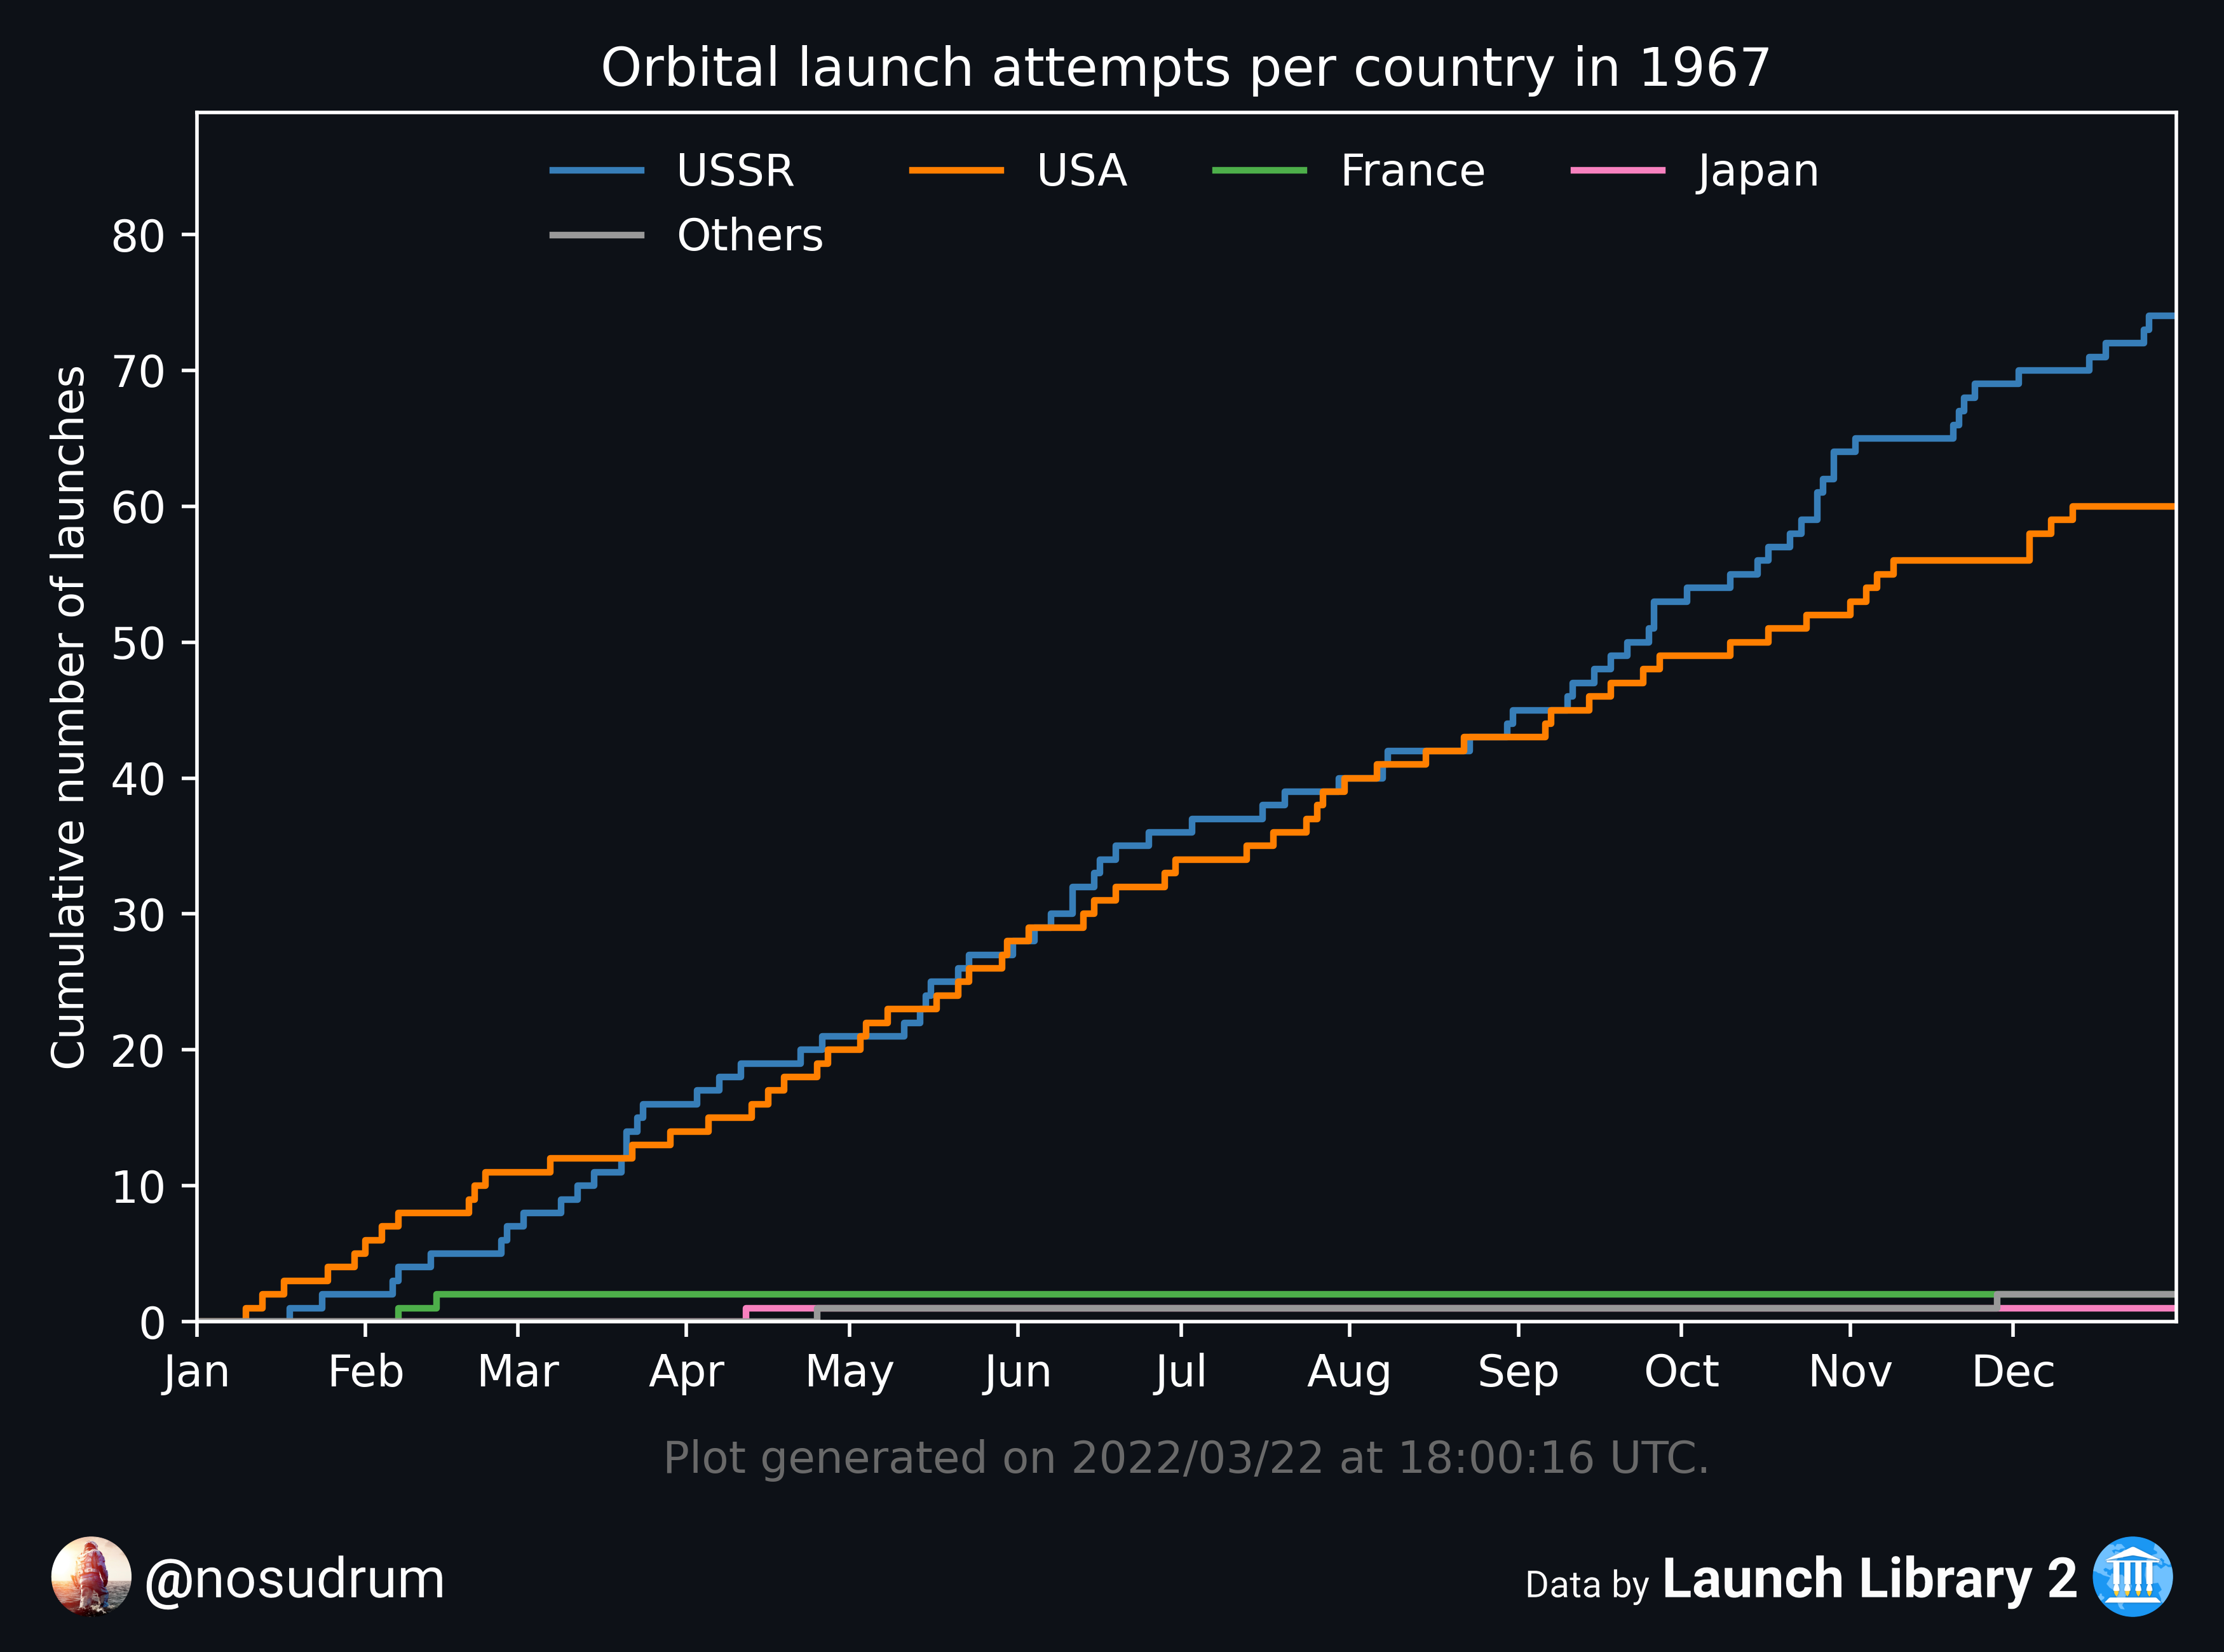 Orbital launch attempts per country in 1967
USSR USA France Japan
Others
Cumulative number of launches
80
70
60
50
40
30
20
10
0
Jan Feb Mar Apr May Jun Jul Aug Sep Oct Nov Dec
Plot generated on 2022/03/22 at 18:00:16 UTC.
@nosudrum
Data by Launch Library 2